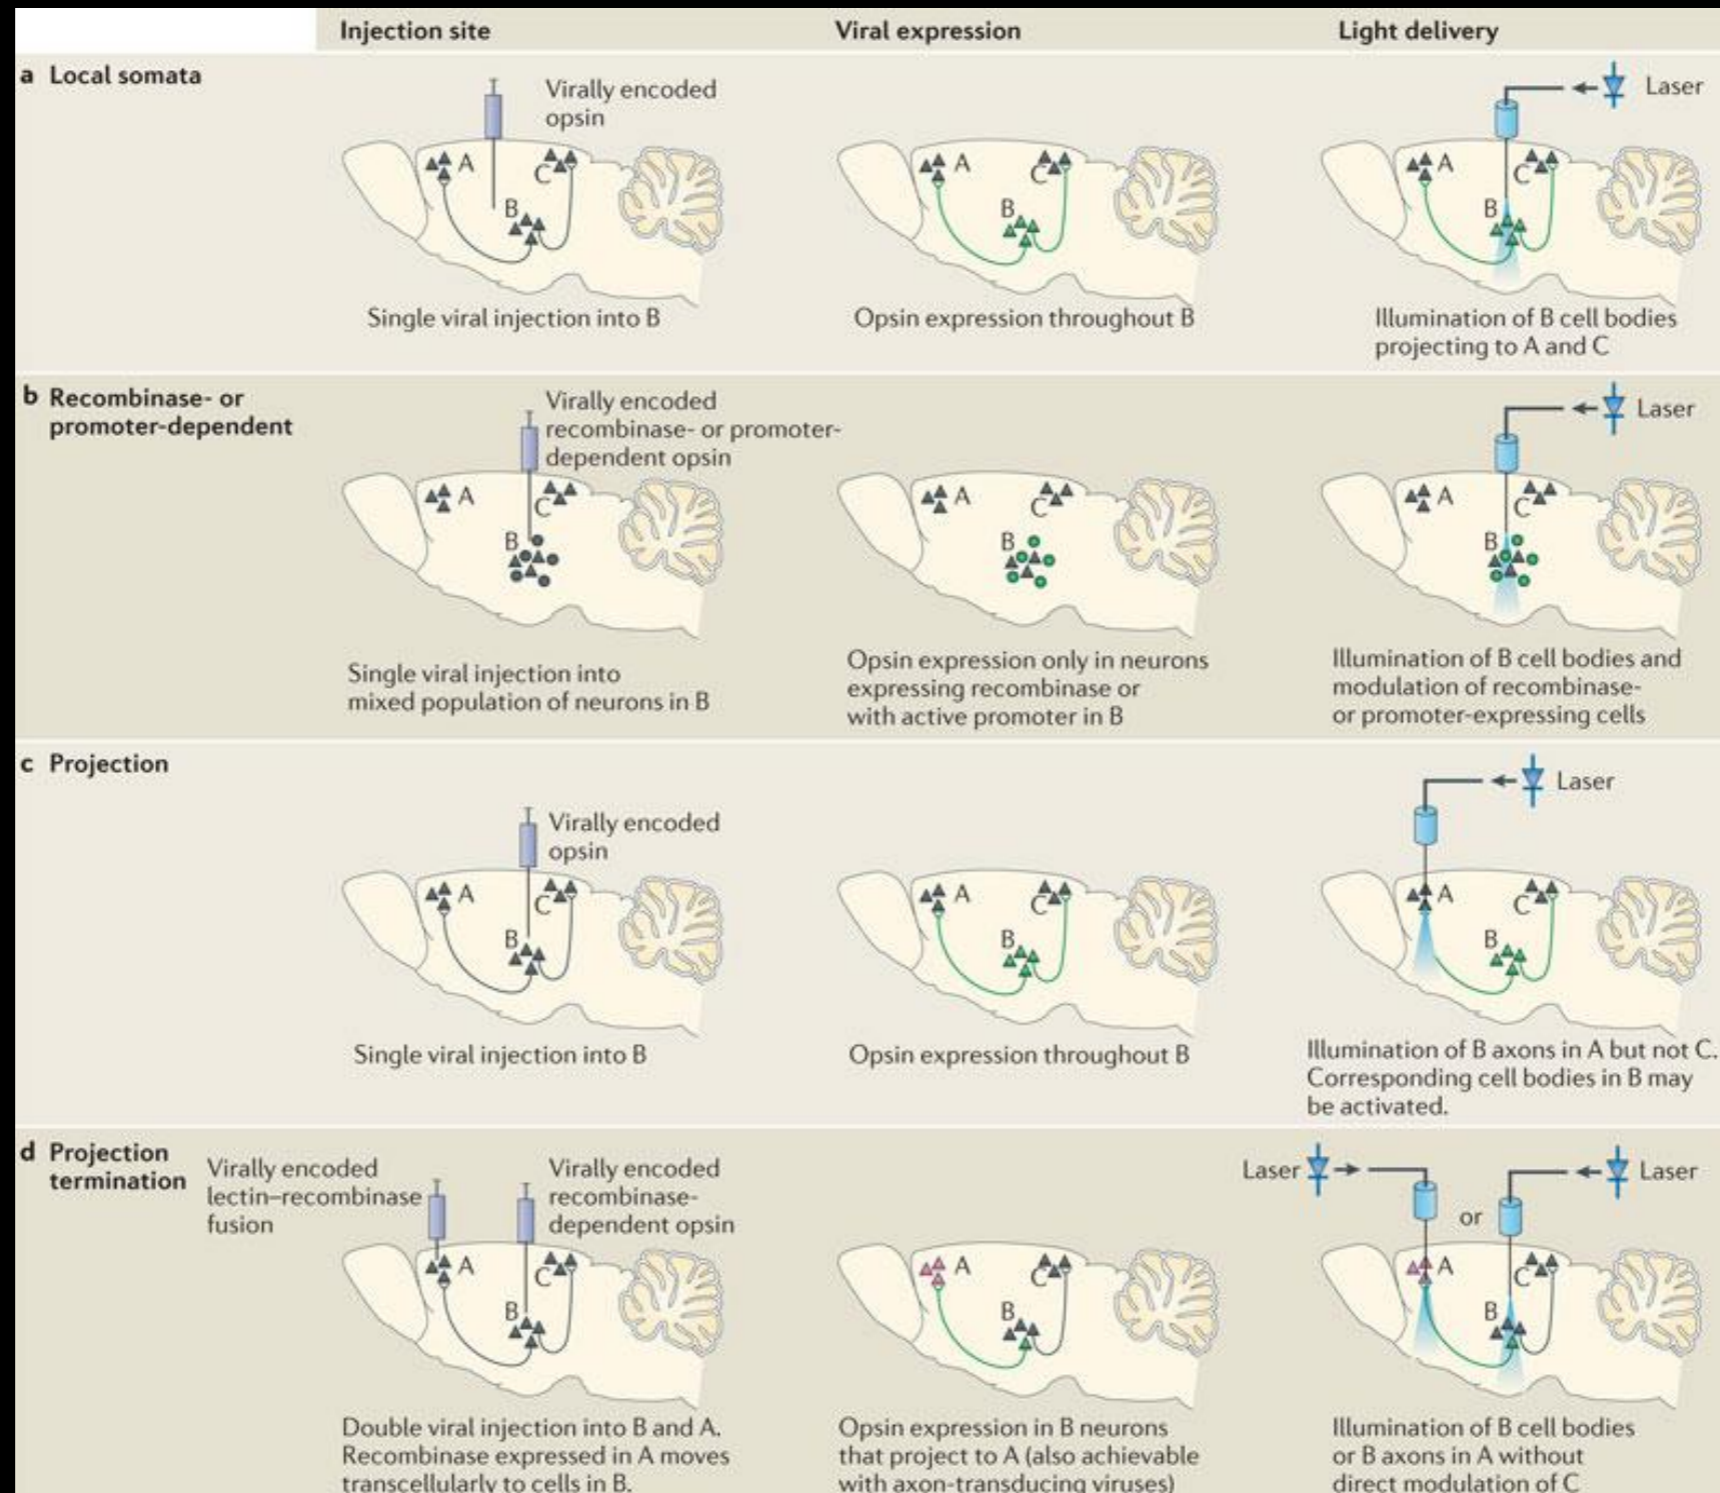 Injection site
Viral expression
Light delivery
a Local somata
Virally encoded
opsin
A
C
B
Single viral injection into B
A
C
B
Opsin expression throughout B
Laser
A
C
B
Illumination of B cell bodies
projecting to A and C
b Recombinase- or
promoter-dependent
Virally encoded
recombinase- or promoter-
dependent opsin
A
C
B
Single viral injection into
mixed population of neurons in B
A
C
B
Opsin expression only in neurons
expressing recombinase or
with active promoter in B
Laser
A
C
B
Illumination of B cell bodies and
modulation of recombinase-
or promoter-expressing cells
c Projection
Virally encoded
opsin
A
C
B
Single viral injection into B
A
C
B
Opsin expression throughout B
Laser
A
C
B
Illumination of B axons in A but not C.
Corresponding cell bodies in B may
be activated.
d Projection
termination
Virally encoded
lectin–recombinase
fusion
Virally encoded
recombinase-
dependent opsin
A
C
B
Double viral injection into B and A.
Recombinase expressed in A moves
transcellularly to cells in B.
A
C
B
Opsin expression in B neurons
that project to A (also achievable
with axon-transducing viruses)
Laser
or
Laser
A
C
B
Illumination of B cell bodies
or B axons in A without
direct modulation of C